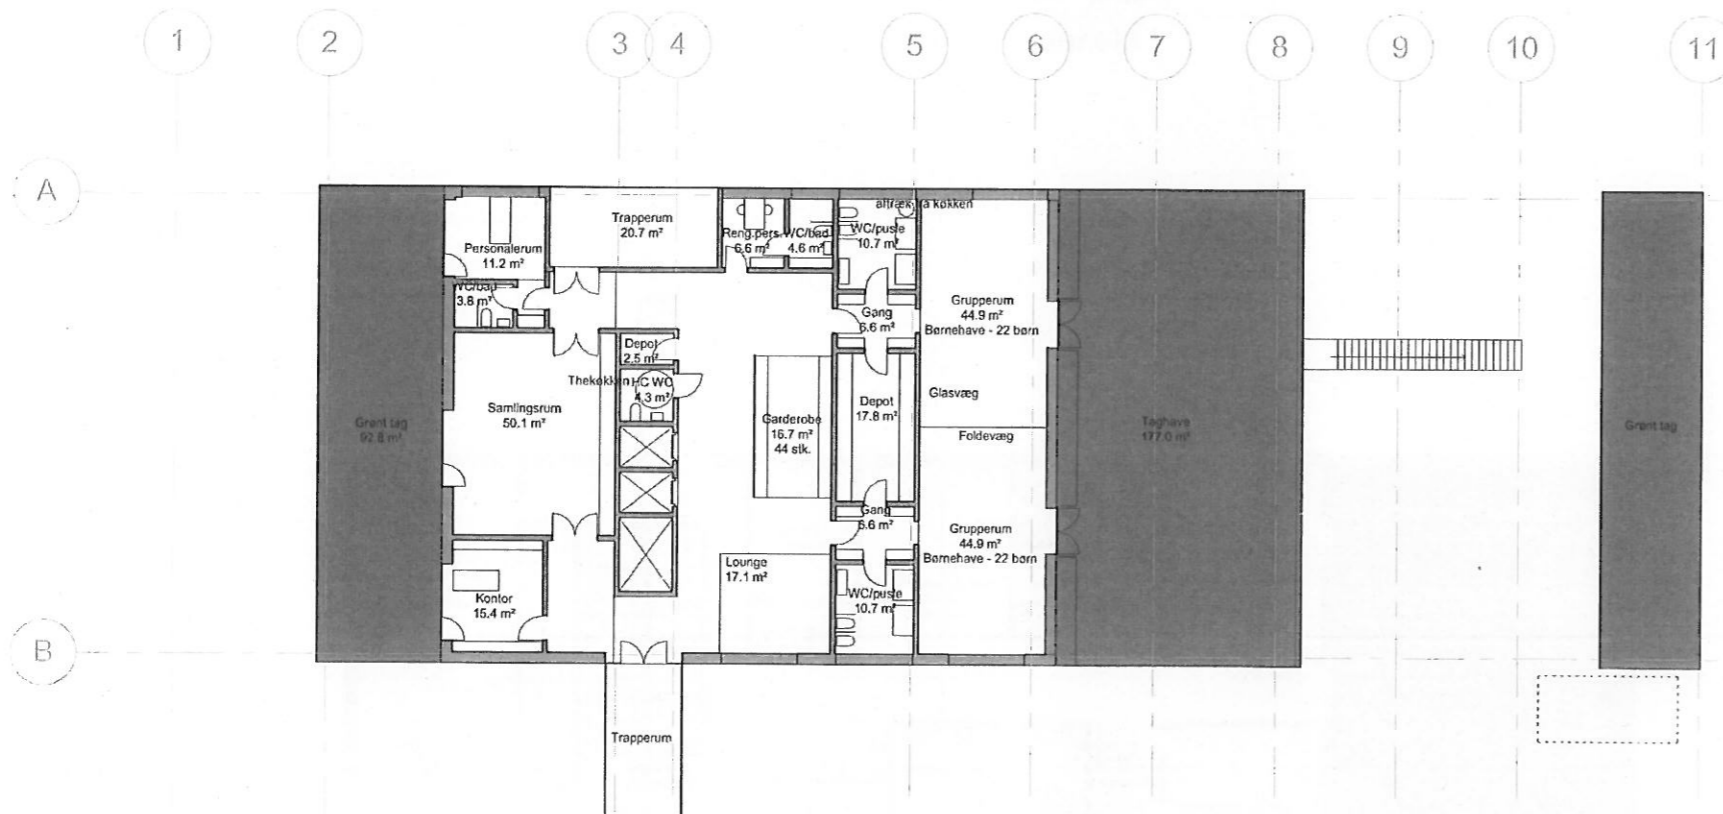 1
2
3
4
5
6
7
8
9
10
11
A
B
Trapperum
20.7 m²
Personalerum
11.2 m²
WC/bad
3.8 m²
Reng.pers.
6.6 m²
WC/bad
4.6 m²
køkken
WC/pusle
10.7 m²
Gang
6.6 m²
Grupperum
44.9 m²
Børnehave - 22 børn
Depot
2.5 m²
Thekøkken
HC WC
4.3 m²
Samlingsrum
50.1 m²
Grønt tag
92.8 m²
Garderobe
16.7 m²
44 stk.
Depot
17.8 m²
Glasvæg
Foldevæg
Taghave
177.0 m²
Grønt tag
Gang
6.6 m²
Grupperum
44.9 m²
Børnehave - 22 børn
Lounge
17.1 m²
WC/pusle
10.7 m²
Kontor
15.4 m²
Trapperum